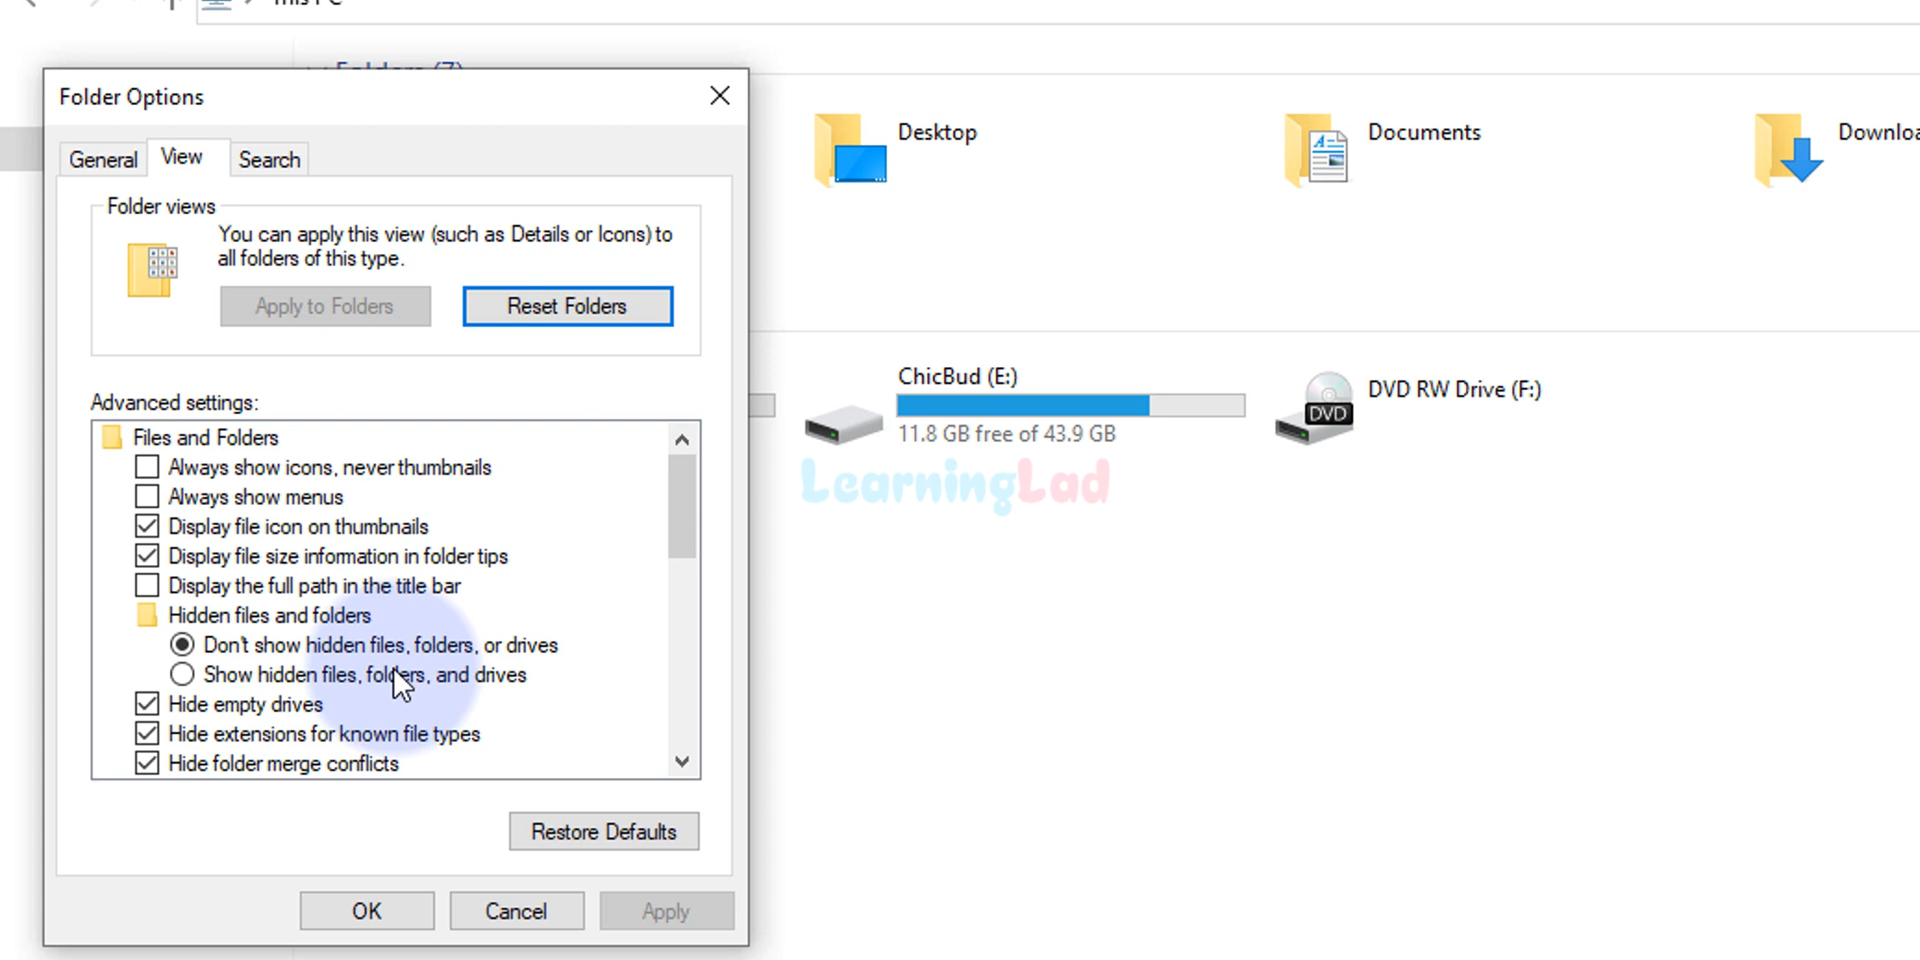 Folders (7)
Folder Options
General
View
Search
Folder views
You can apply this view (such as Details or Icons) to
all folders of this type.
Apply to Folders
Reset Folders
Advanced settings:
Files and Folders
Always show icons, never thumbnails
Always show menus
Display file icon on thumbnails
Display file size information in folder tips
Display the full path in the title bar
Hidden files and folders
Don't show hidden files, folders, or drives
Show hidden files, folders, and drives
Hide empty drives
Hide extensions for known file types
Hide folder merge conflicts
Restore Defaults
OK
Cancel
Apply
Desktop
Documents
ChicBud (E:)
11.8 GB free of 43.9 GB
DVD RW Drive (F:)
DVD
LearningLad